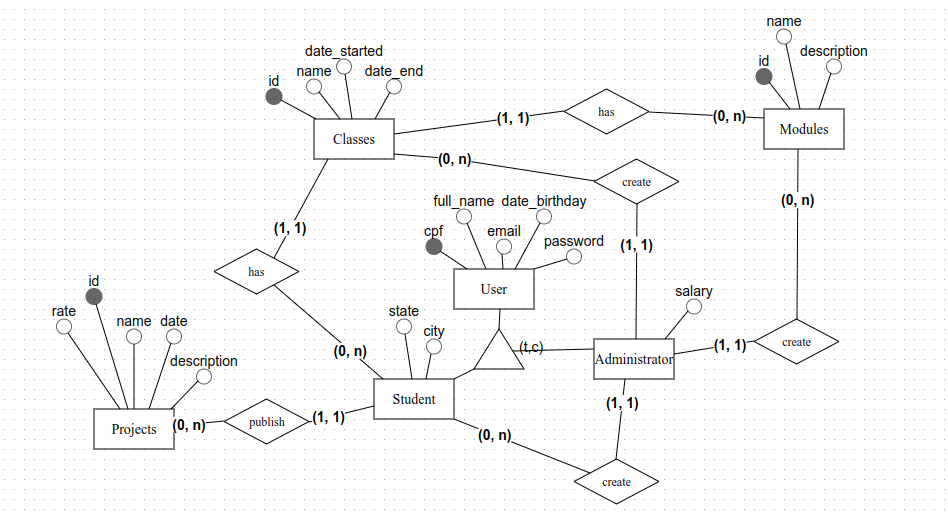 name
date_started
description
id
name
date_end
id
has
(1, 1)
(0, n)
Modules
Classes
(0, n)
create
(0, n)
full_name
date_birthday
(1, 1)
cpf
email
password
(1, 1)
has
User
id
salary
rate
name
date
state
city
(0, n)
(t,c)
Administrator
(1, 1)
create
description
Student
(1, 1)
Projects
(0, n)
publish
(1, 1)
(0, n)
create